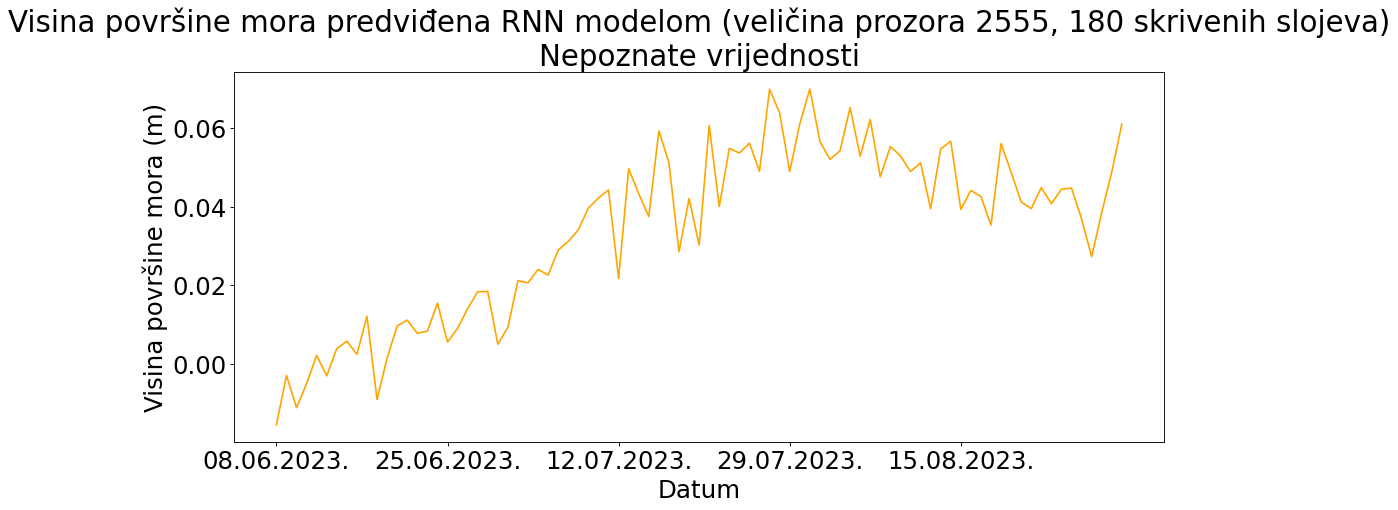 Visina površine mora predviđena RNN modelom (veličina prozora 2555, 180 skrivenih slojeva)
Nepoznate vrijednosti
Visina površine mora (m)
0.06
0.04
0.02
0.00
08.06.2023. 25.06.2023. 12.07.2023. 29.07.2023. 15.08.2023.
Datum